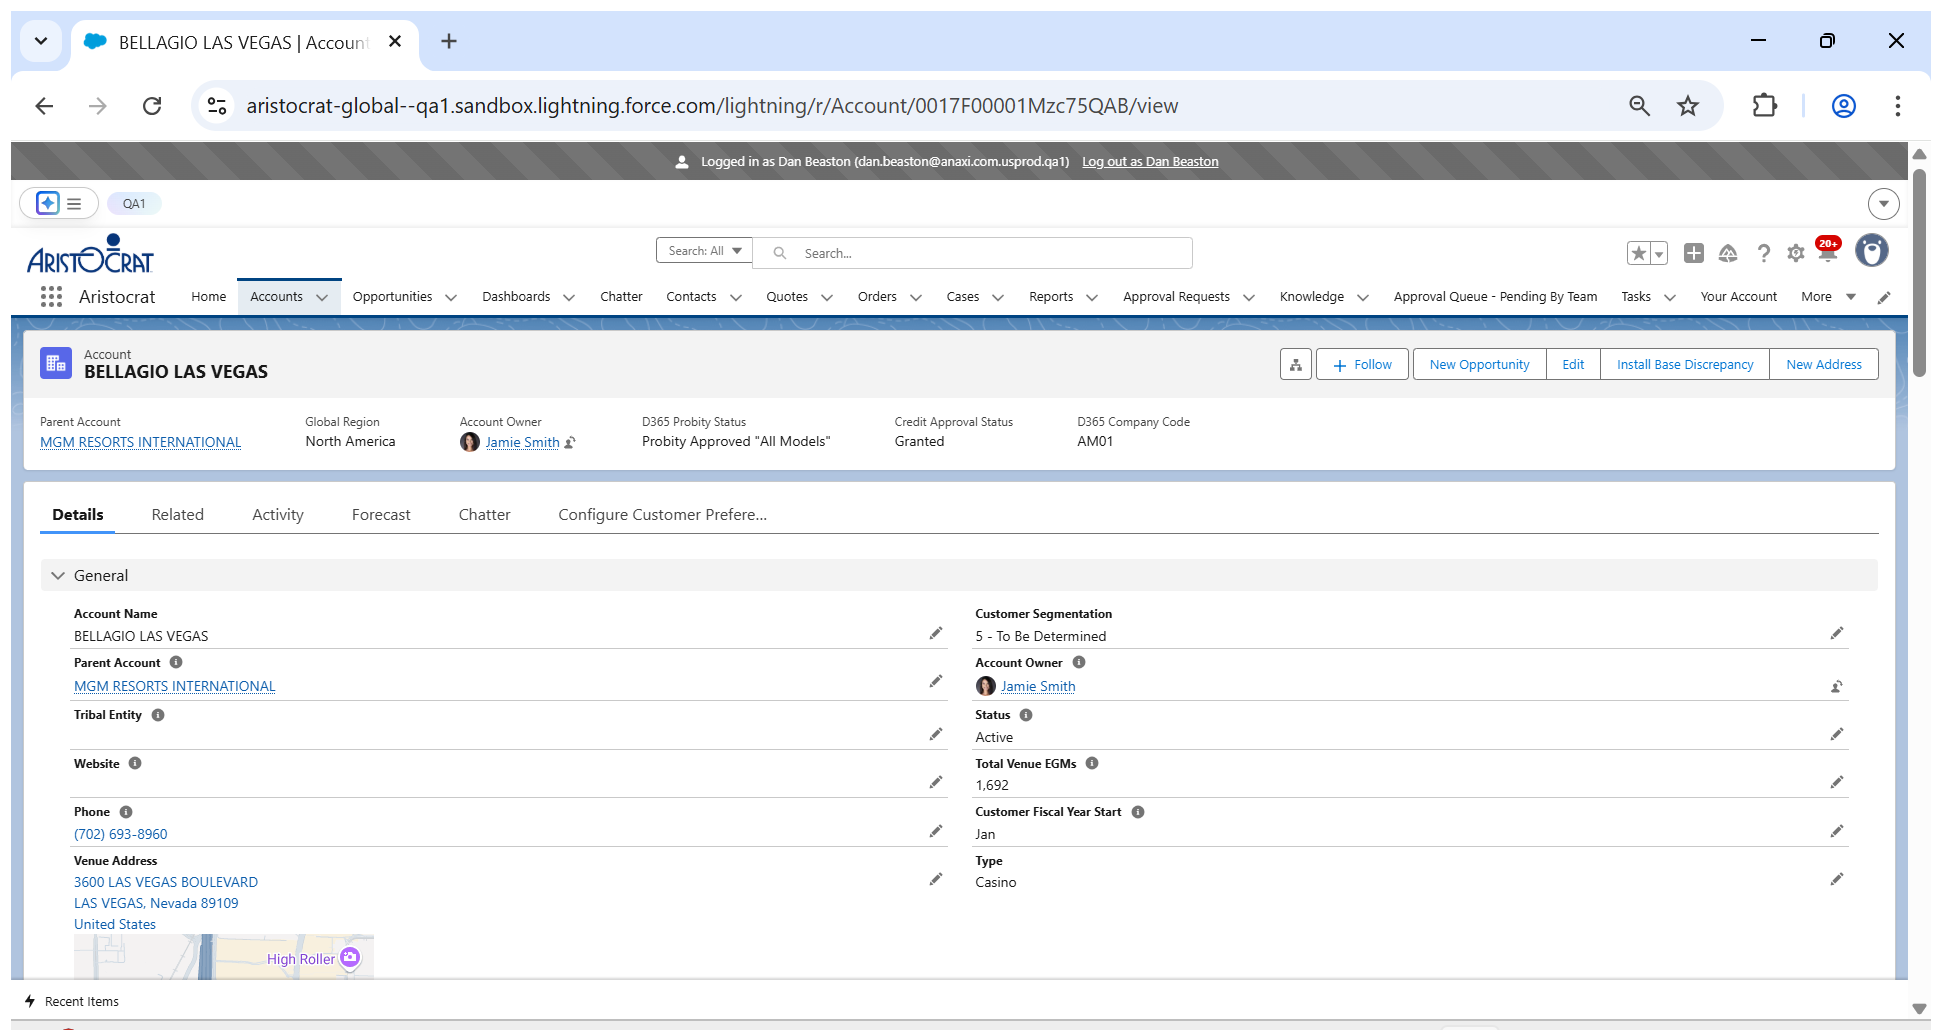 BELLAGIO LAS VEGAS | Account
aristocrat-global--qa1.sandbox.lightning.force.com/lightning/r/Account/0017F00001Mzc75QAB/view
Logged in as Dan Beaston (dan.beaston@anaxi.com.usprod.qa1) Log out as Dan Beaston
QA1
ARISTOCRAT
Search: All
Search...
20+
Aristocrat Home Accounts Opportunities Dashboards Chatter Contacts Quotes Orders Cases Reports Approval Requests Knowledge Approval Queue - Pending By Team Tasks Your Account More
Account
BELLAGIO LAS VEGAS
Follow New Opportunity Edit Install Base Discrepancy New Address
Parent Account Global Region Account Owner D365 Probity Status Credit Approval Status D365 Company Code
MGM RESORTS INTERNATIONAL North America Jamie Smith Probity Approved "All Models" Granted AM01
Details Related Activity Forecast Chatter Configure Customer Prefere...
General
Account Name
BELLAGIO LAS VEGAS
Customer Segmentation
5 - To Be Determined
Parent Account
MGM RESORTS INTERNATIONAL
Account Owner
Jamie Smith
Tribal Entity
Status
Active
Website
Total Venue EGMs
1,692
Phone
(702) 693-8960
Customer Fiscal Year Start
Jan
Venue Address
3600 LAS VEGAS BOULEVARD
LAS VEGAS, Nevada 89109
United States
Type
Casino
High Roller
Recent Items